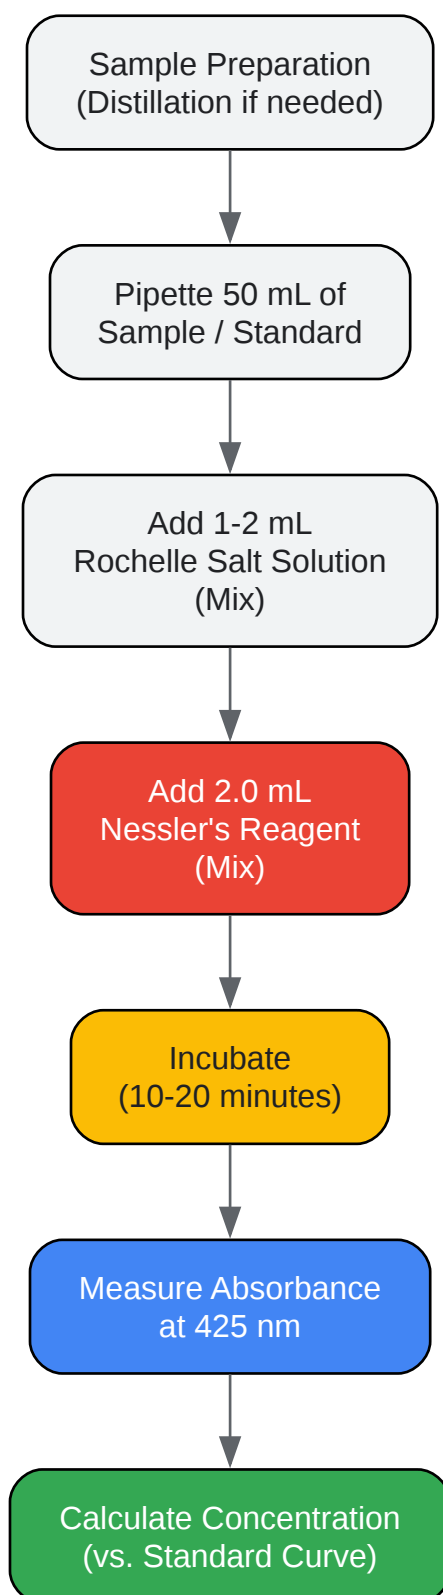 Sample Preparation
(Distillation if needed)
Pipette 50 mL of
Sample / Standard
Add 1-2 mL
Rochelle Salt Solution
(Mix)
Add 2.0 mL
Nessler's Reagent
(Mix)
Incubate
(10-20 minutes)
Measure Absorbance
at 425 nm
Calculate Concentration
(vs. Standard Curve)